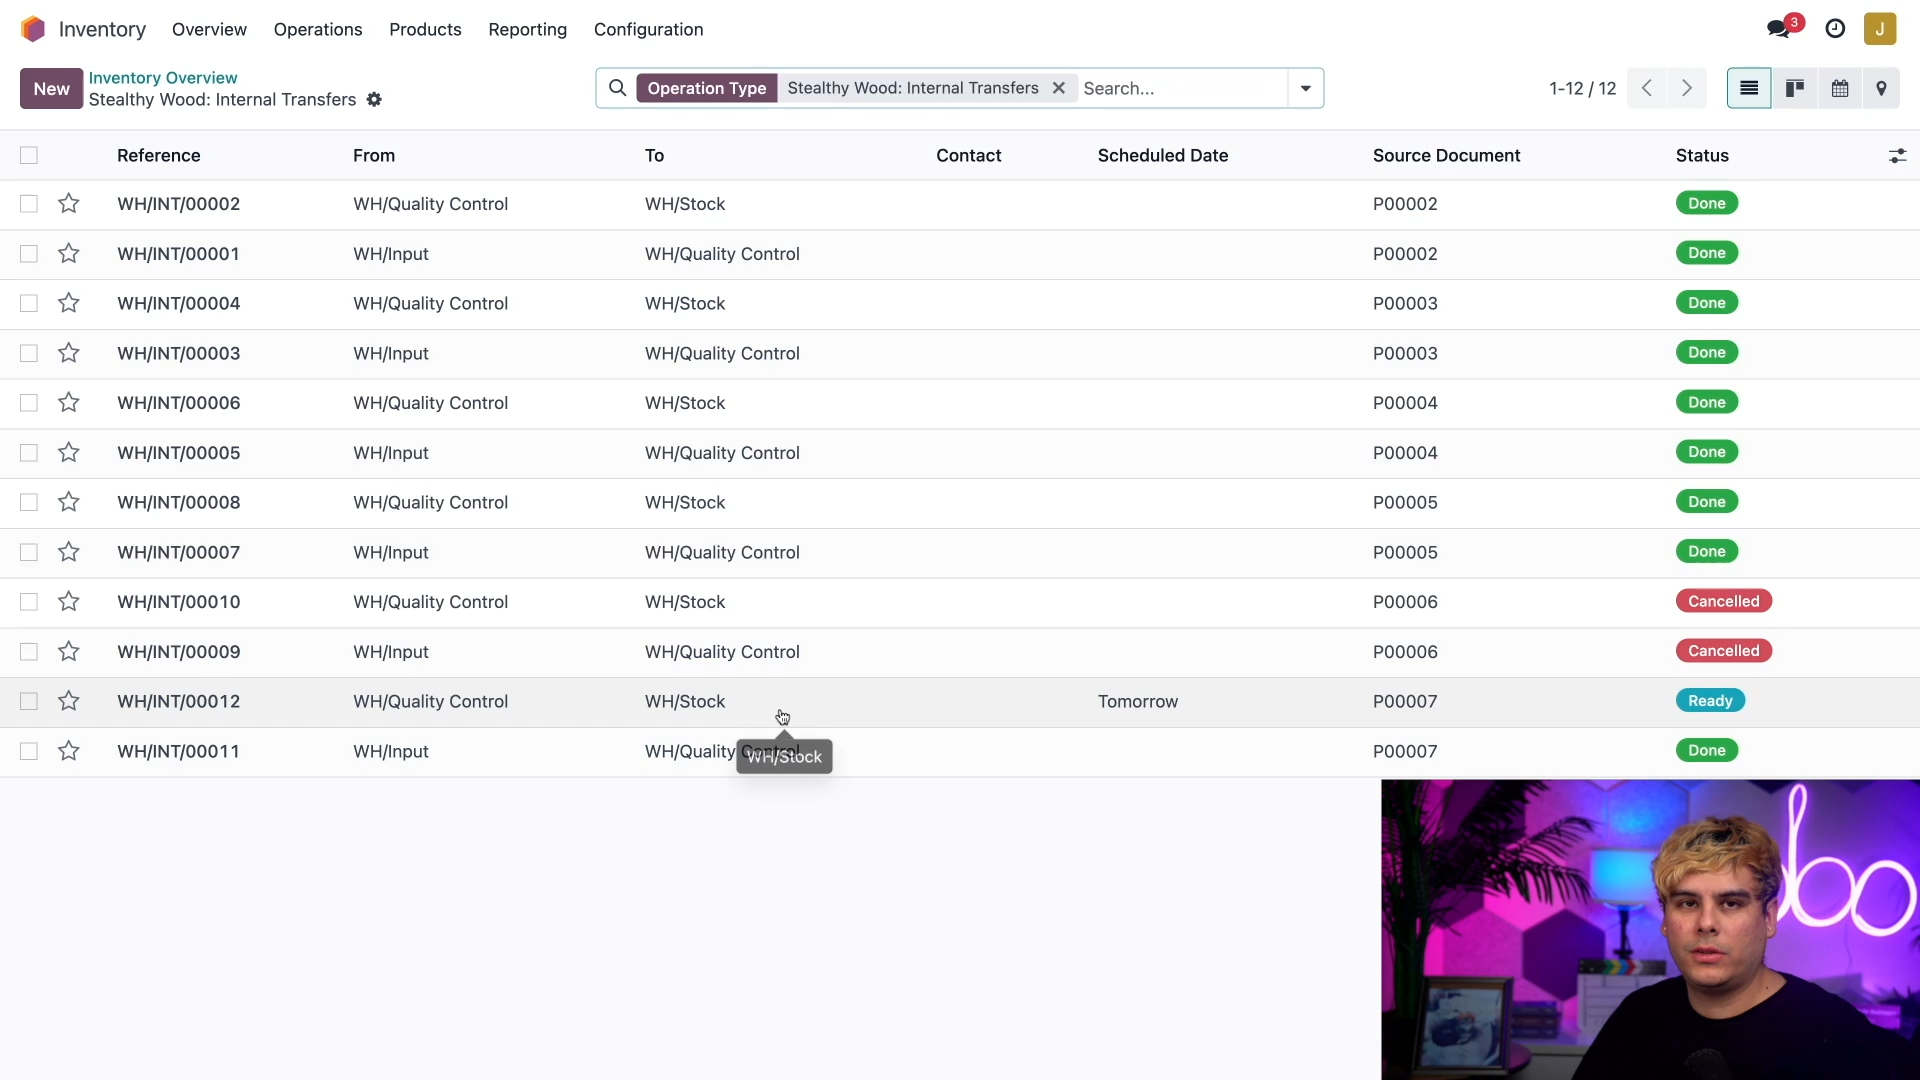 Inventory Overview Operations Products Reporting Configuration 3 J
New Inventory Overview
Stealthy Wood: Internal Transfers
Operation Type Stealthy Wood: Internal Transfers Search... 1-12 / 12
Reference From To Contact Scheduled Date Source Document Status
WH/INT/00002 WH/Quality Control WH/Stock P00002 Done
WH/INT/00001 WH/Input WH/Quality Control P00002 Done
WH/INT/00004 WH/Quality Control WH/Stock P00003 Done
WH/INT/00003 WH/Input WH/Quality Control P00003 Done
WH/INT/00006 WH/Quality Control WH/Stock P00004 Done
WH/INT/00005 WH/Input WH/Quality Control P00004 Done
WH/INT/00008 WH/Quality Control WH/Stock P00005 Done
WH/INT/00007 WH/Input WH/Quality Control P00005 Done
WH/INT/00010 WH/Quality Control WH/Stock P00006 Cancelled
WH/INT/00009 WH/Input WH/Quality Control P00006 Cancelled
WH/INT/00012 WH/Quality Control WH/Stock Tomorrow P00007 Ready
WH/INT/00011 WH/Input WH/Quality Control P00007 Done
WH/Stock